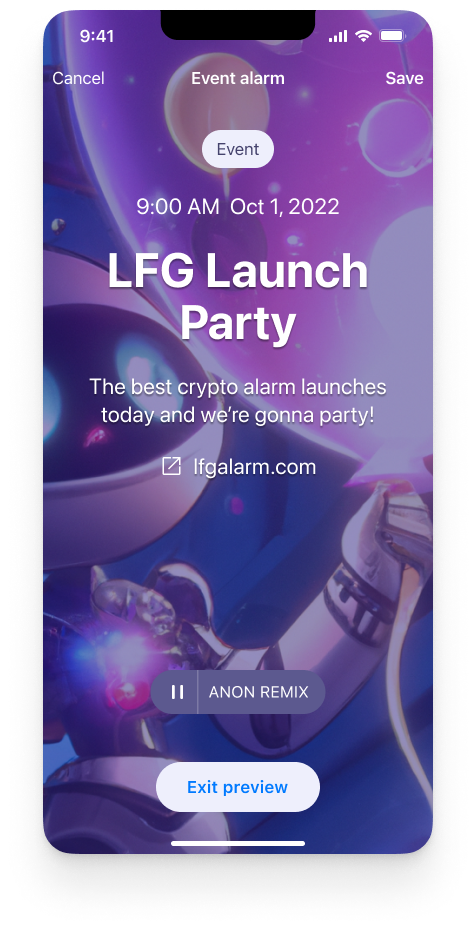 9:41
Cancel Event alarm Save
Event
9:00 AM Oct 1, 2022
LFG Launch
Party
The best crypto alarm launches
today and we’re gonna party!
lfgalarm.com
ANON REMIX
Exit preview